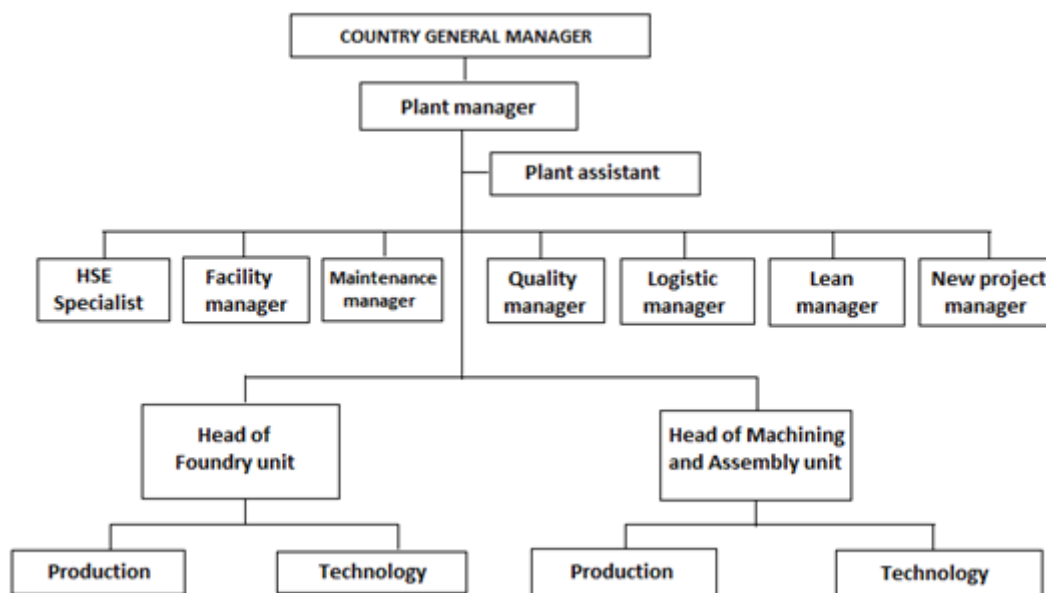 COUNTRY GENERAL MANAGER
Plant manager
Plant assistant
HSE
Specialist
Facility
manager
Maintenance
manager
Quality
manager
Logistic
manager
Lean
manager
New project
manager
Head of
Foundry unit
Head of Machining
and Assembly unit
Production
Technology
Production
Technology